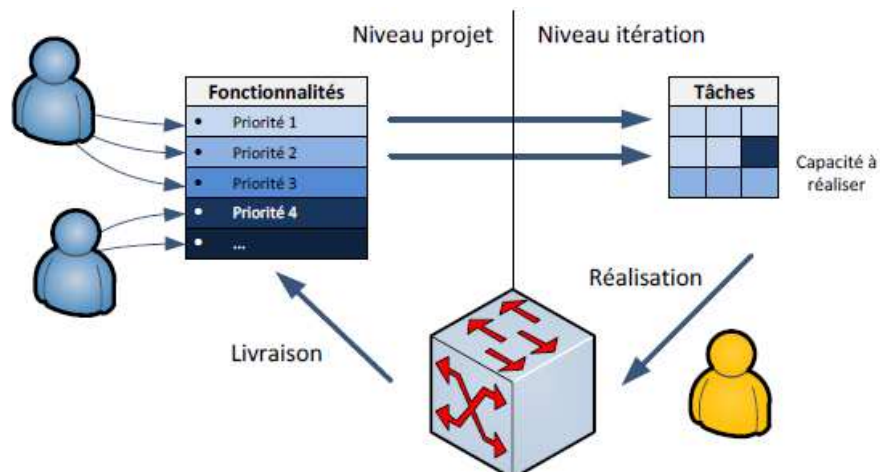 Niveau projet
Niveau itération
Fonctionnalités
• Priorité 1
• Priorité 2
• Priorité 3
• Priorité 4
• ...
Tâches
Capacité à
réaliser
Réalisation
Livraison